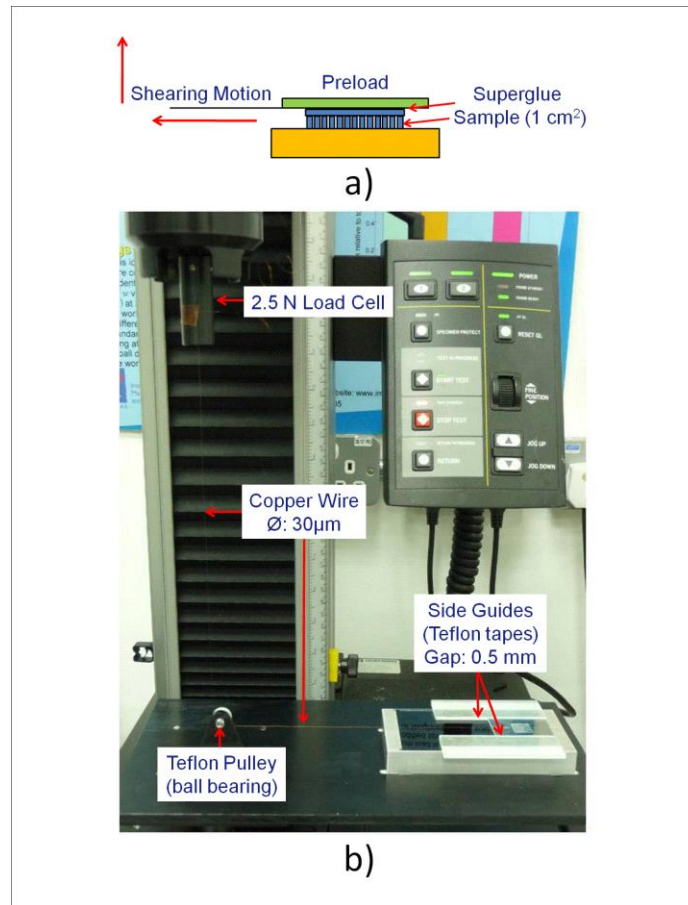 Shearing Motion
Preload
Superglue
Sample (1 cm²)
a)
2.5 N Load Cell
POWER
SPECIMEN PROTECT
RESET GL
START TEST
FINE
POSITION
STOP TEST
JOG UP
RETURN
JOG DOWN
Copper Wire
Ø: 30µm
Side Guides
(Teflon tapes)
Gap: 0.5 mm
Teflon Pulley
(ball bearing)
b)